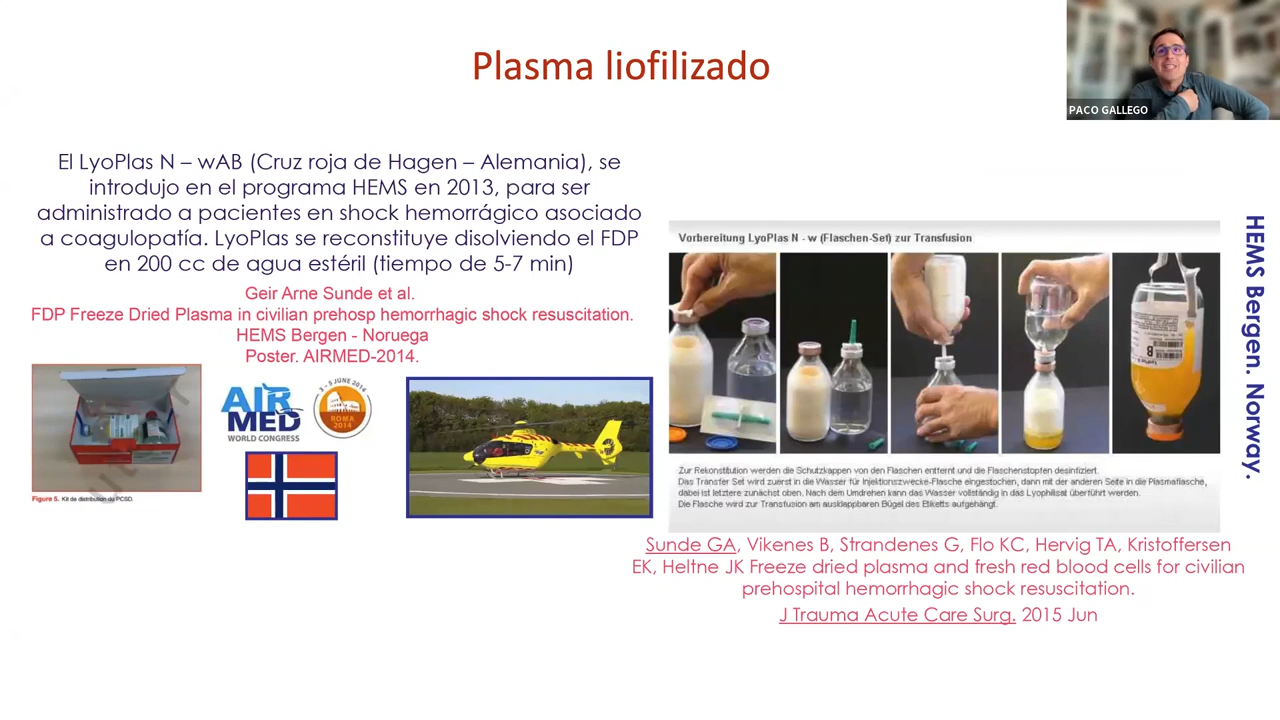 Plasma liofilizado
PACO GALLEGO
El LyoPlas N – wAB (Cruz roja de Hagen – Alemania), se
introdujo en el programa HEMS en 2013, para ser
administrado a pacientes en shock hemorrágico asociado
a coagulopatía. LyoPlas se reconstituye disolviendo el FDP
en 200 cc de agua estéril (tiempo de 5-7 min)
Geir Arne Sunde et al.
FDP Freeze Dried Plasma in civilian prehosp hemorrhagic shock resuscitation.
HEMS Bergen - Noruega
Poster. AIRMED-2014.
Figure 5. Kit de distribution du PCSD.
AIR
MED
WORLD CONGRESS
3 - 5 JUNE 2014
ROMA
2014
Vorbereitung LyoPlas N - w (Flaschen-Set) zur Transfusion
B
Zur Rekonstitution werden die Schutzkappen von den Flaschen entfernt und die Flaschenstopfen desinfiziert.
Das Transfer Set wird zuerst in die Wasser für Injektionszwecke-Flasche eingestochen, dann mit der anderen Seite in die Plasmaflasche,
dabei ist letztere zunächst oben. Nach dem Umdrehen kann das Wasser vollständig in das Lyophilisat überführt werden.
Die Flasche wird zur Transfusion am ausklappbaren Bügel des Etiketts aufgehängt.
HEMS Bergen. Norway.
Sunde GA, Vikenes B, Strandenes G, Flo KC, Hervig TA, Kristoffersen
EK, Heltne JK Freeze dried plasma and fresh red blood cells for civilian
prehospital hemorrhagic shock resuscitation.
J Trauma Acute Care Surg. 2015 Jun